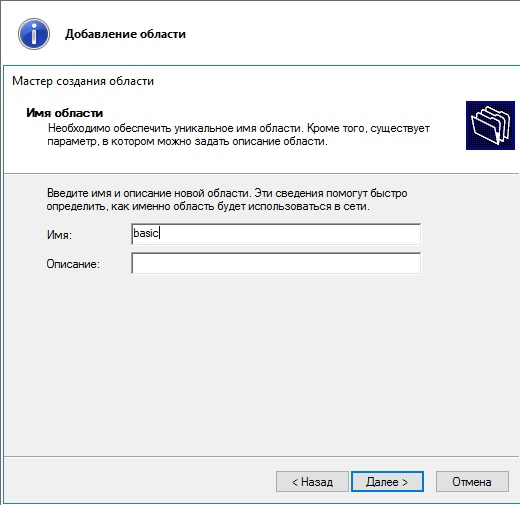 Добавление области
Мастер создания области
Имя области
Необходимо обеспечить уникальное имя области. Кроме того, существует
параметр, в котором можно задать описание области.
Введите имя и описание новой области. Эти сведения помогут быстро
определить, как именно область будет использоваться в сети.
Имя: basic
Описание:
< Назад Далее > Отмена